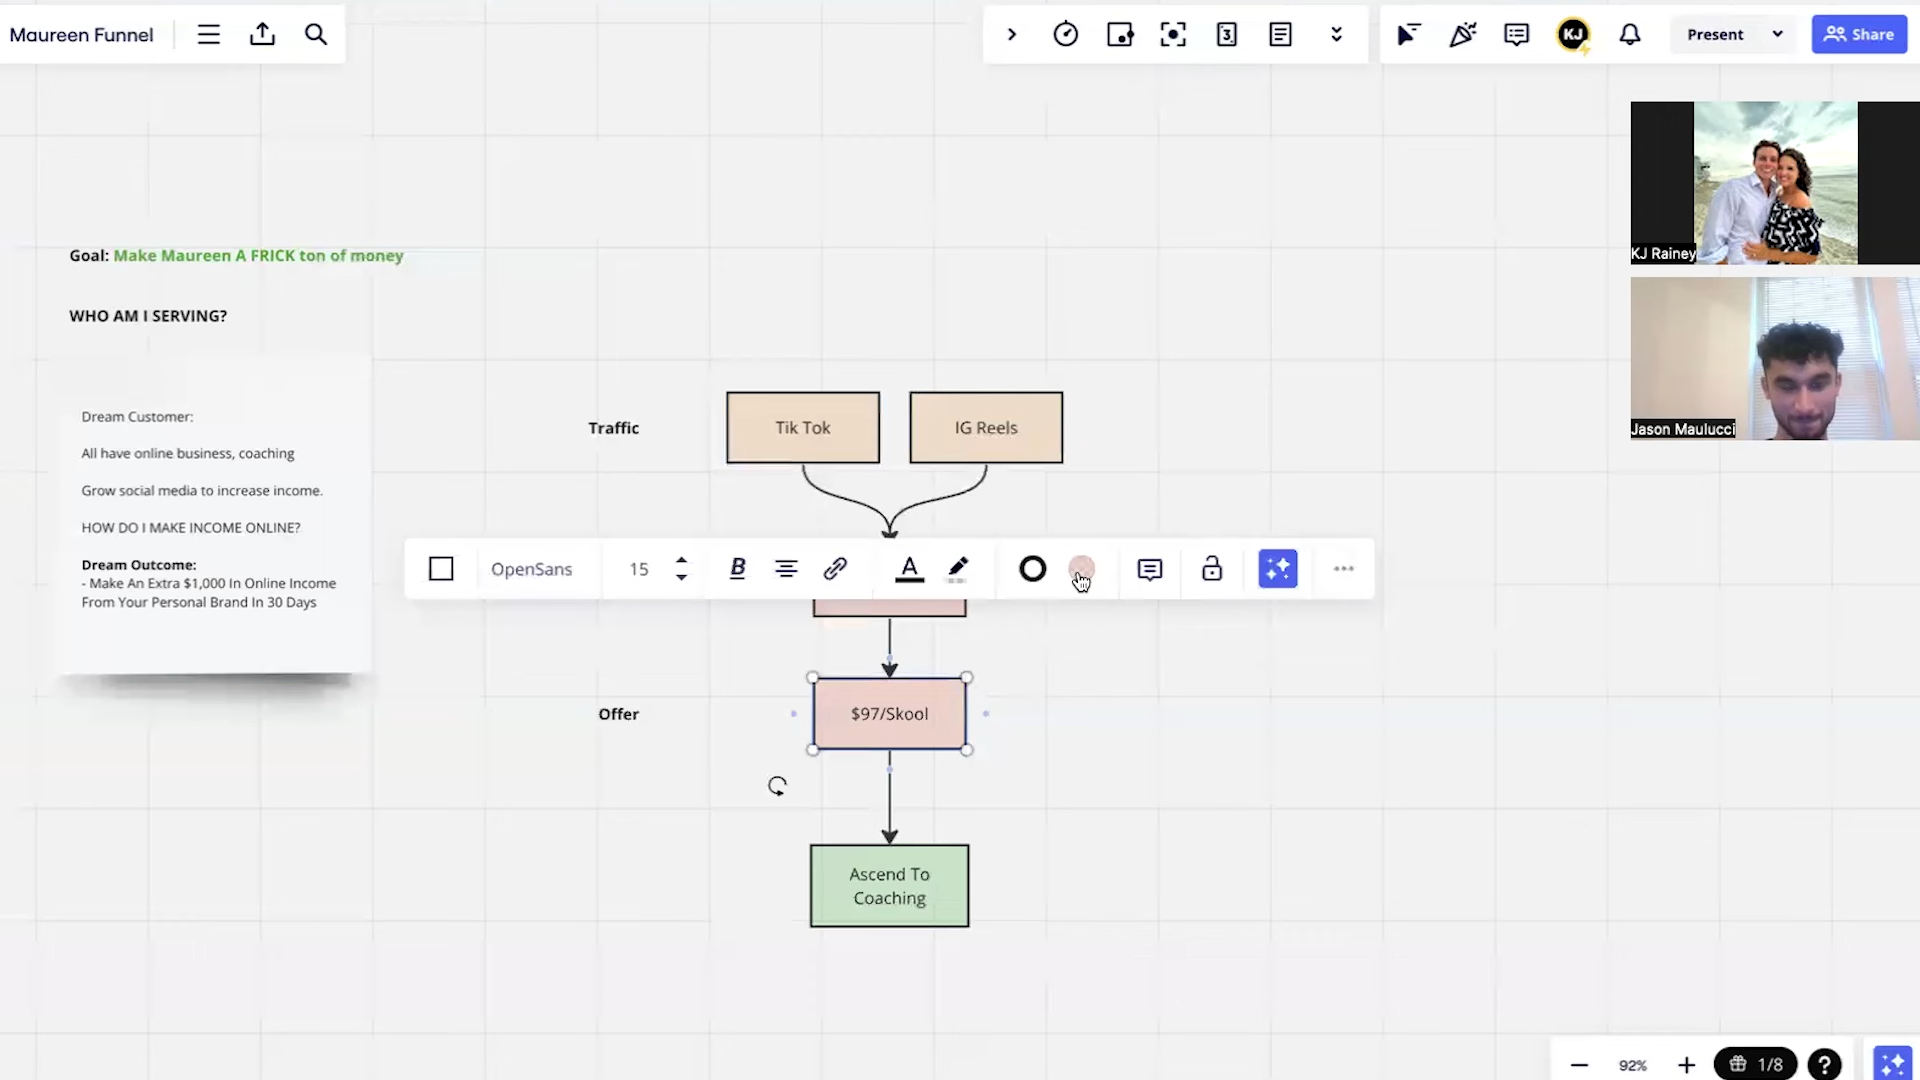 Maureen Funnel
3
KJ
Present
Share
KJ Rainey
Jason Maulucci
Goal: Make Maureen A FRICK ton of money
WHO AM I SERVING?
Dream Customer:
All have online business, coaching
Grow social media to increase income.
HOW DO I MAKE INCOME ONLINE?
Dream Outcome:
- Make An Extra $1,000 In Online Income
From Your Personal Brand In 30 Days
Traffic
Tik Tok
IG Reels
OpenSans
15
B
A
Offer
$97/Skool
Ascend To
Coaching
92%
1/8
?